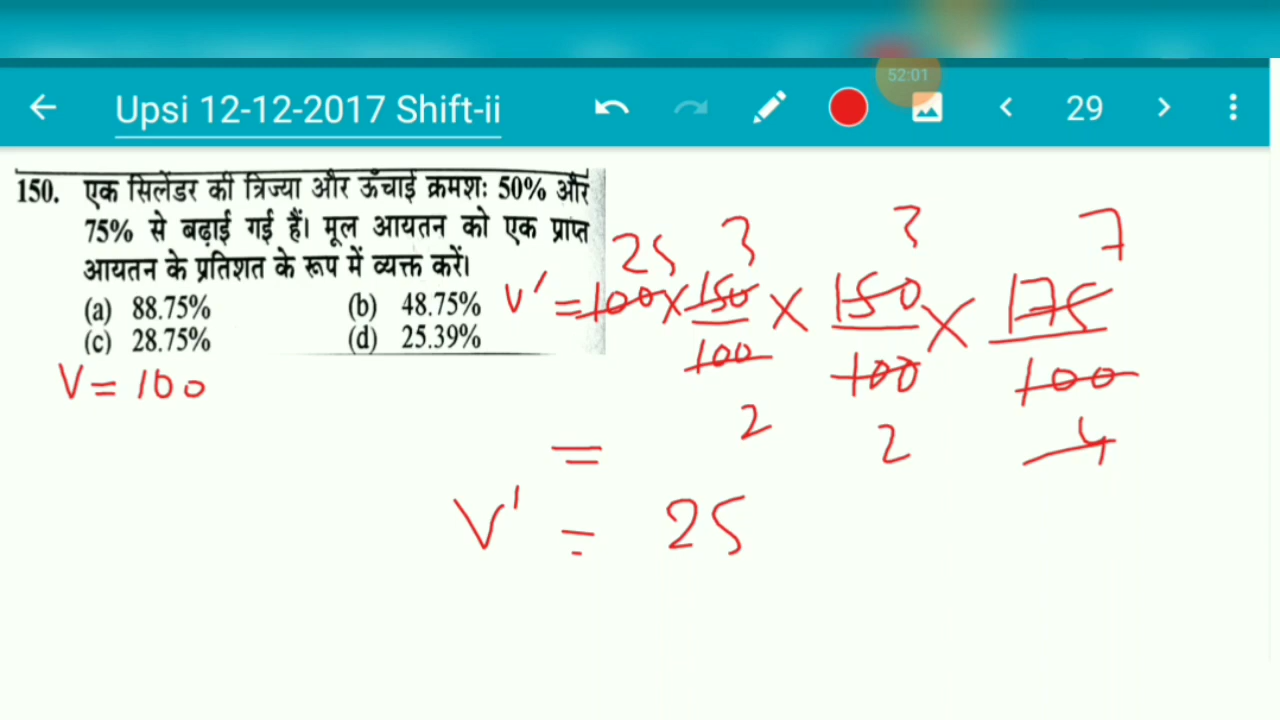 52:01
Upsi 12-12-2017 Shift-ii
29
150. एक सिलेंडर की त्रिज्या और ऊँचाई क्रमशः 50% और
75% से बढ़ाई गई हैं। मूल आयतन को एक प्राप्त
आयतन के प्रतिशत के रूप में व्यक्त करें।
(a) 88.75% (b) 48.75%
(c) 28.75% (d) 25.39%
V = 100
25 3 3 7
V' = 100 × 150 × 150 × 175
100 100 100
2 2 4
=
V' = 25